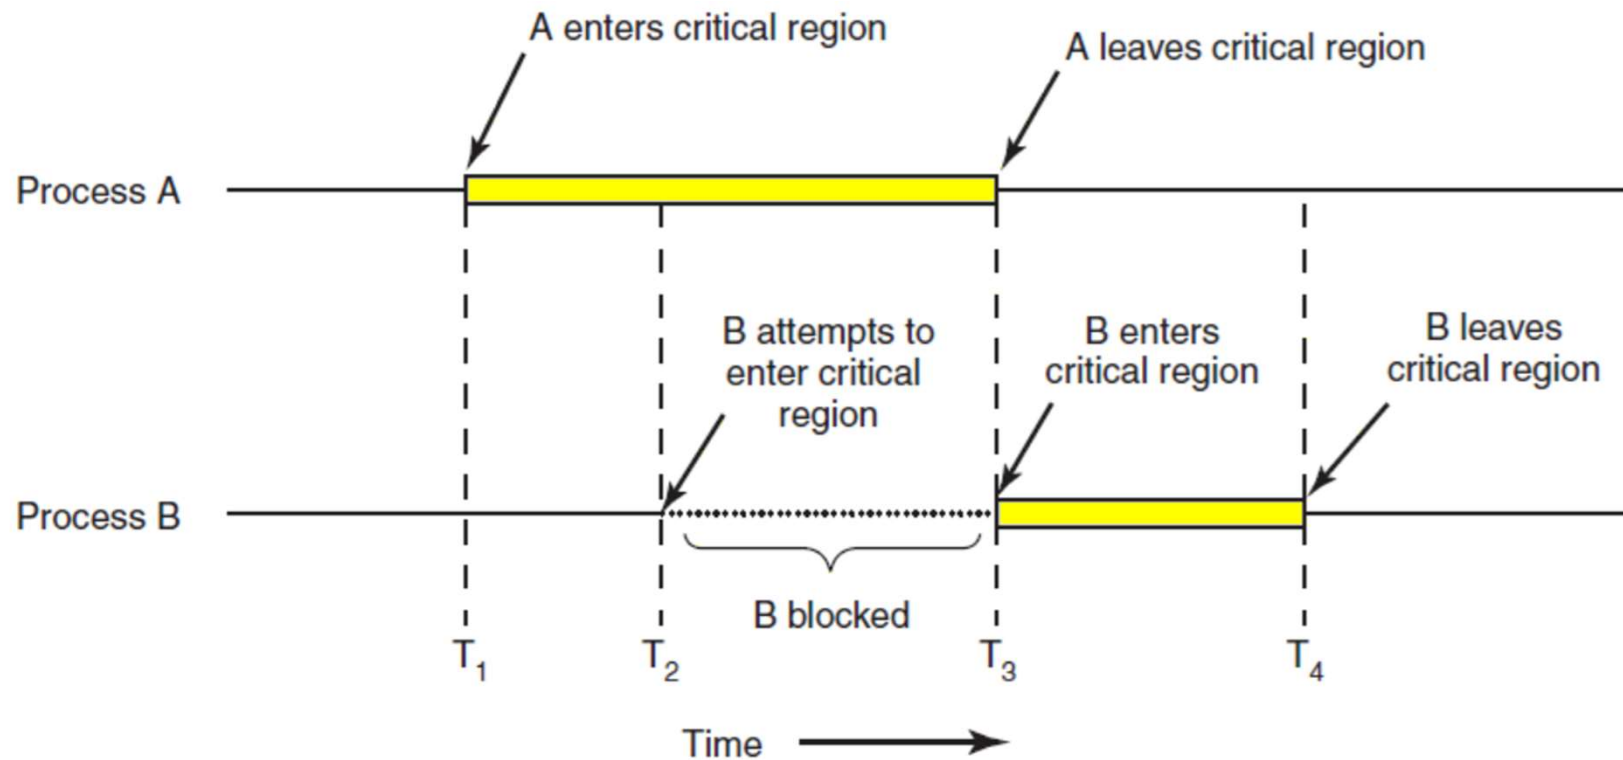 A enters critical region
A leaves critical region
Process A
B attempts to
enter critical
region
B enters
critical region
B leaves
critical region
Process B
B blocked
T1
T2
T3
T4
Time